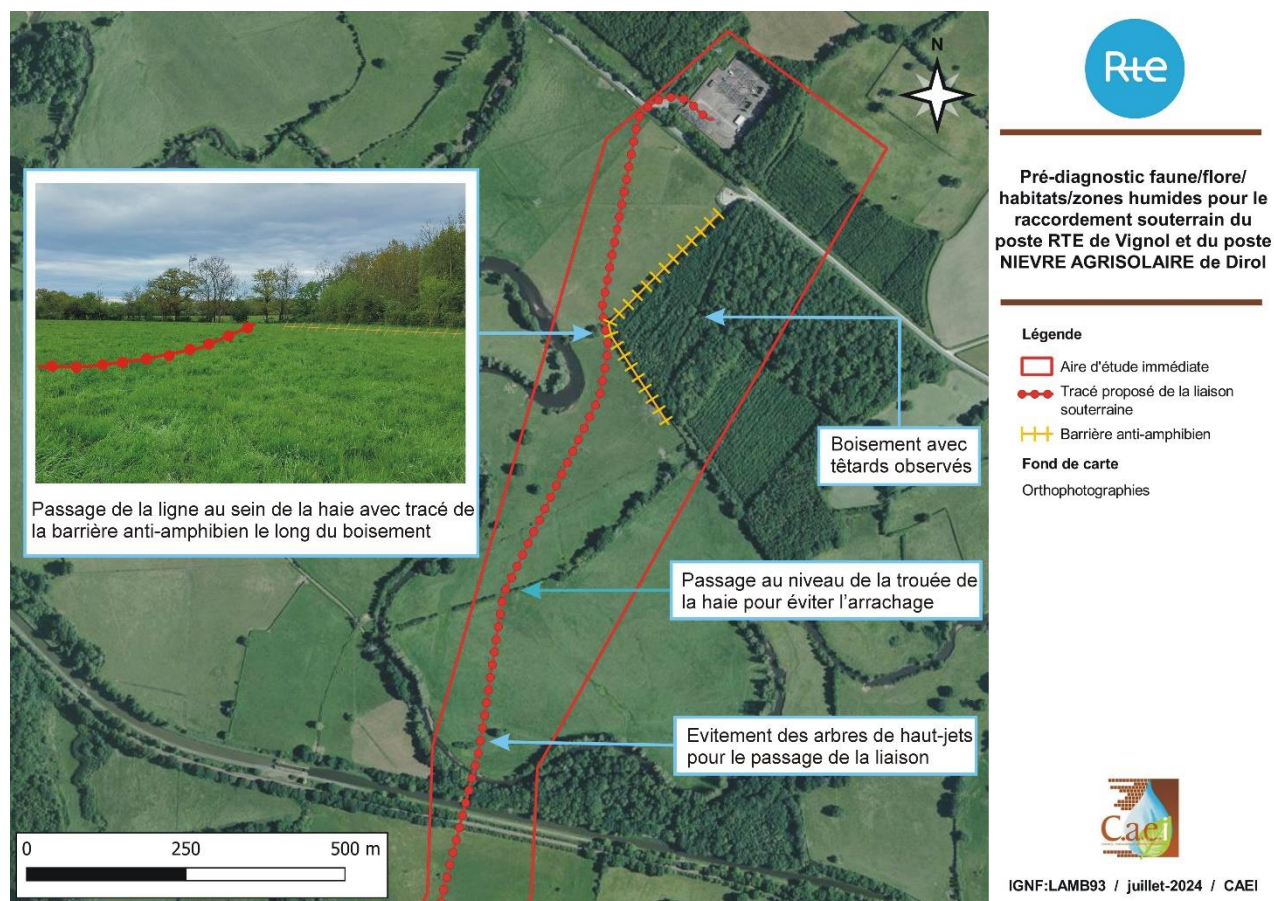 N
Passage de la ligne au sein de la haie avec tracé de
la barrière anti-amphibien le long du boisement
Boisement avec
têtards observés
Passage au niveau de la trouée de
la haie pour éviter l'arrachage
Evitement des arbres de haut-jets
pour le passage de la liaison
0 250 500 m
Rte
Pré-diagnostic faune/flore/
habitats/zones humides pour le
raccordement souterrain du
poste RTE de Vignol et du poste
NIEVRE AGRISOLAIRE de Dirol
Légende
Aire d'étude immédiate
Tracé proposé de la liaison
souterraine
Barrière anti-amphibien
Fond de carte
Orthophotographies
C.a.e.i
IGNF:LAMB93 / juillet-2024 / CAEI